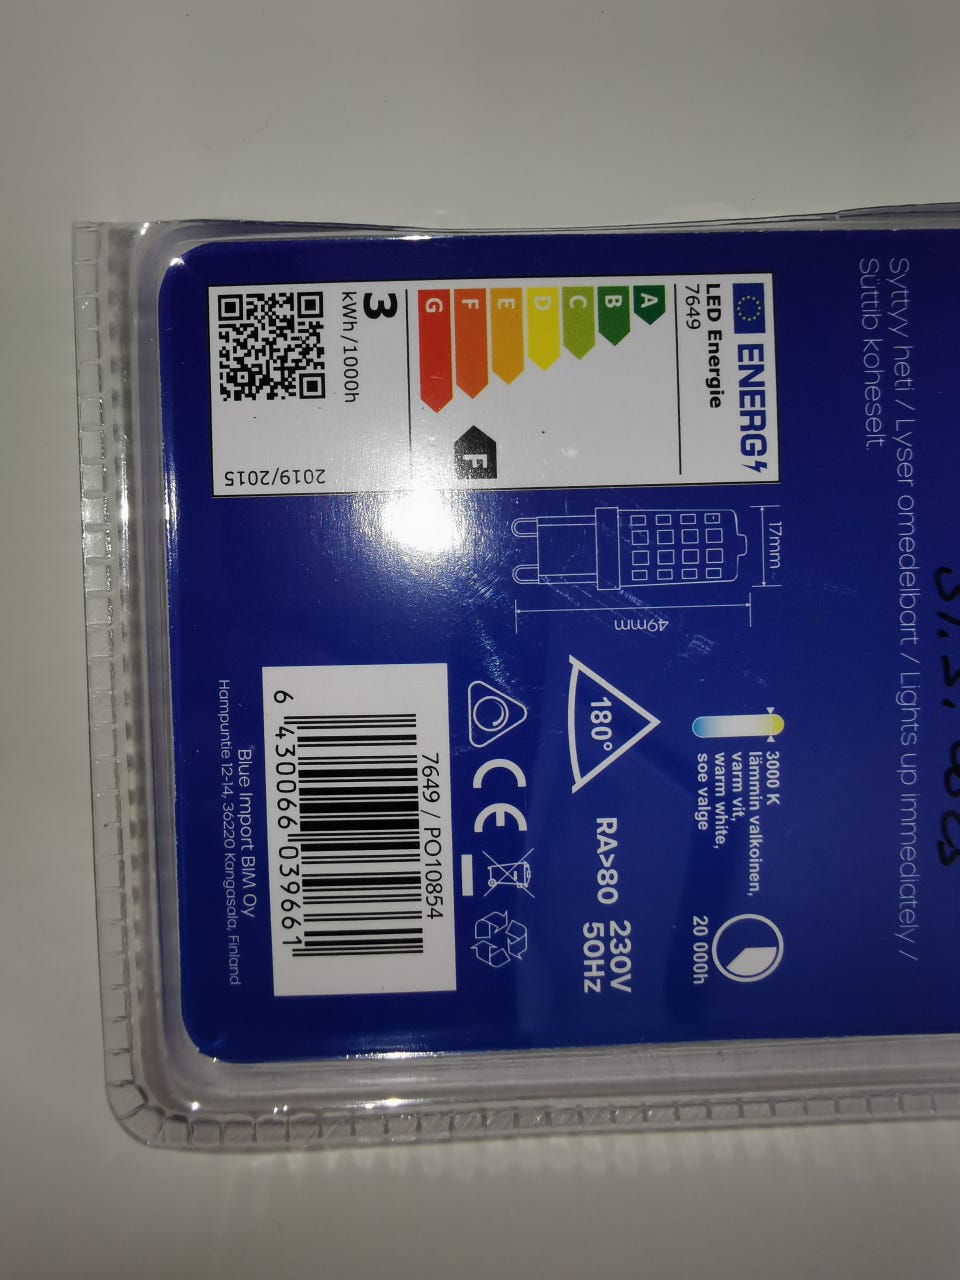 Syttyy heti / Lyser omedelbart / Lights up immediately /
Süttib koheselt.
ENERG
LED Energie
7649
A
B
C
D
E
F
G
F
3
kWh/1000h
2019/2015
17mm
49mm
3000 K
lämmin valkoinen,
varm vit,
warm white,
soe valge
20 000h
180°
RA>80
230V
50Hz
CE
7649 / PO10854
6 430066 039661
Blue Import BIM Oy
Hampuntie 12-14, 36220 Kangasala, Finland